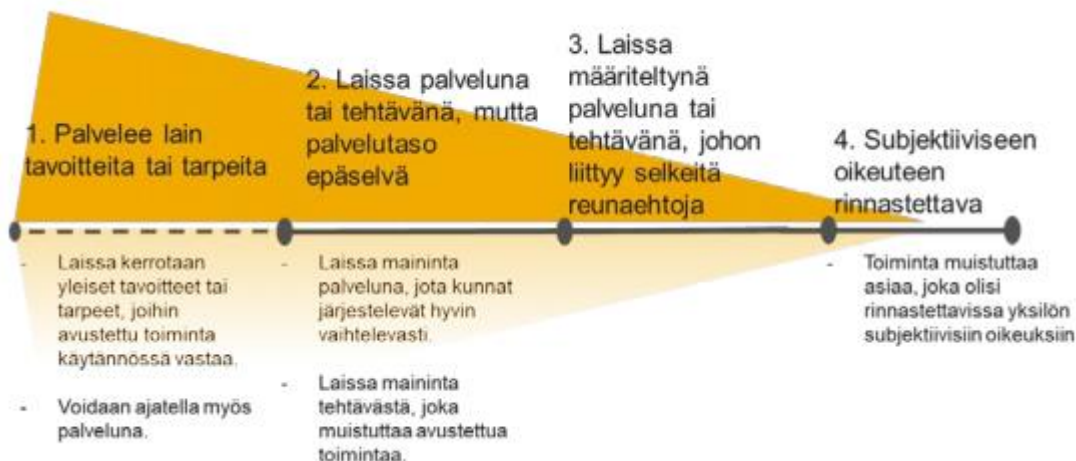 1. Palvelee lain
tavoitteita tai tarpeita
2. Laissa palveluna
tai tehtävänä, mutta
palvelutaso
epäselvä
3. Laissa
määriteltynä
palveluna tai
tehtävänä, johon
liittyy selkeitä
reunaehtoja
4. Subjektiiviseen
oikeuteen
rinnastettava
- Laissa kerrotaan
yleiset tavoitteet tai
tarpeet, joihin
avustettu toiminta
käytännössä vastaa.
- Voidaan ajatella myös
palveluna.
- Laissa maininta
palveluna, jota kunnat
järjestelevät hyvin
vaihtelevasti.
- Laissa maininta
tehtävästä, joka
muistuttaa avustettua
toimintaa.
- Toiminta muistuttaa
asiaa, joka olisi
rinnastettavissa yksilön
subjektiivisiin oikeuksiin